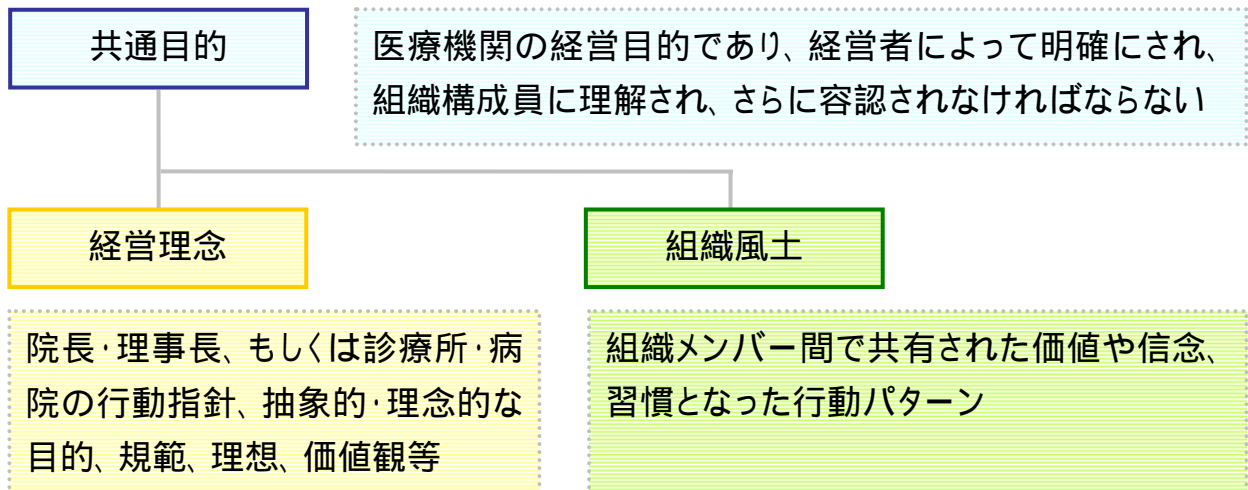 共通目的
医療機関の経営目的であり、経営者によって明確にされ、
組織構成員に理解され、さらに容認されなければならない
経営理念
組織風土
院長・理事長、もしくは診療所・病
院の行動指針、抽象的・理念的な
目的、規範、理想、価値観等
組織メンバー間で共有された価値や信念、
習慣となった行動パターン